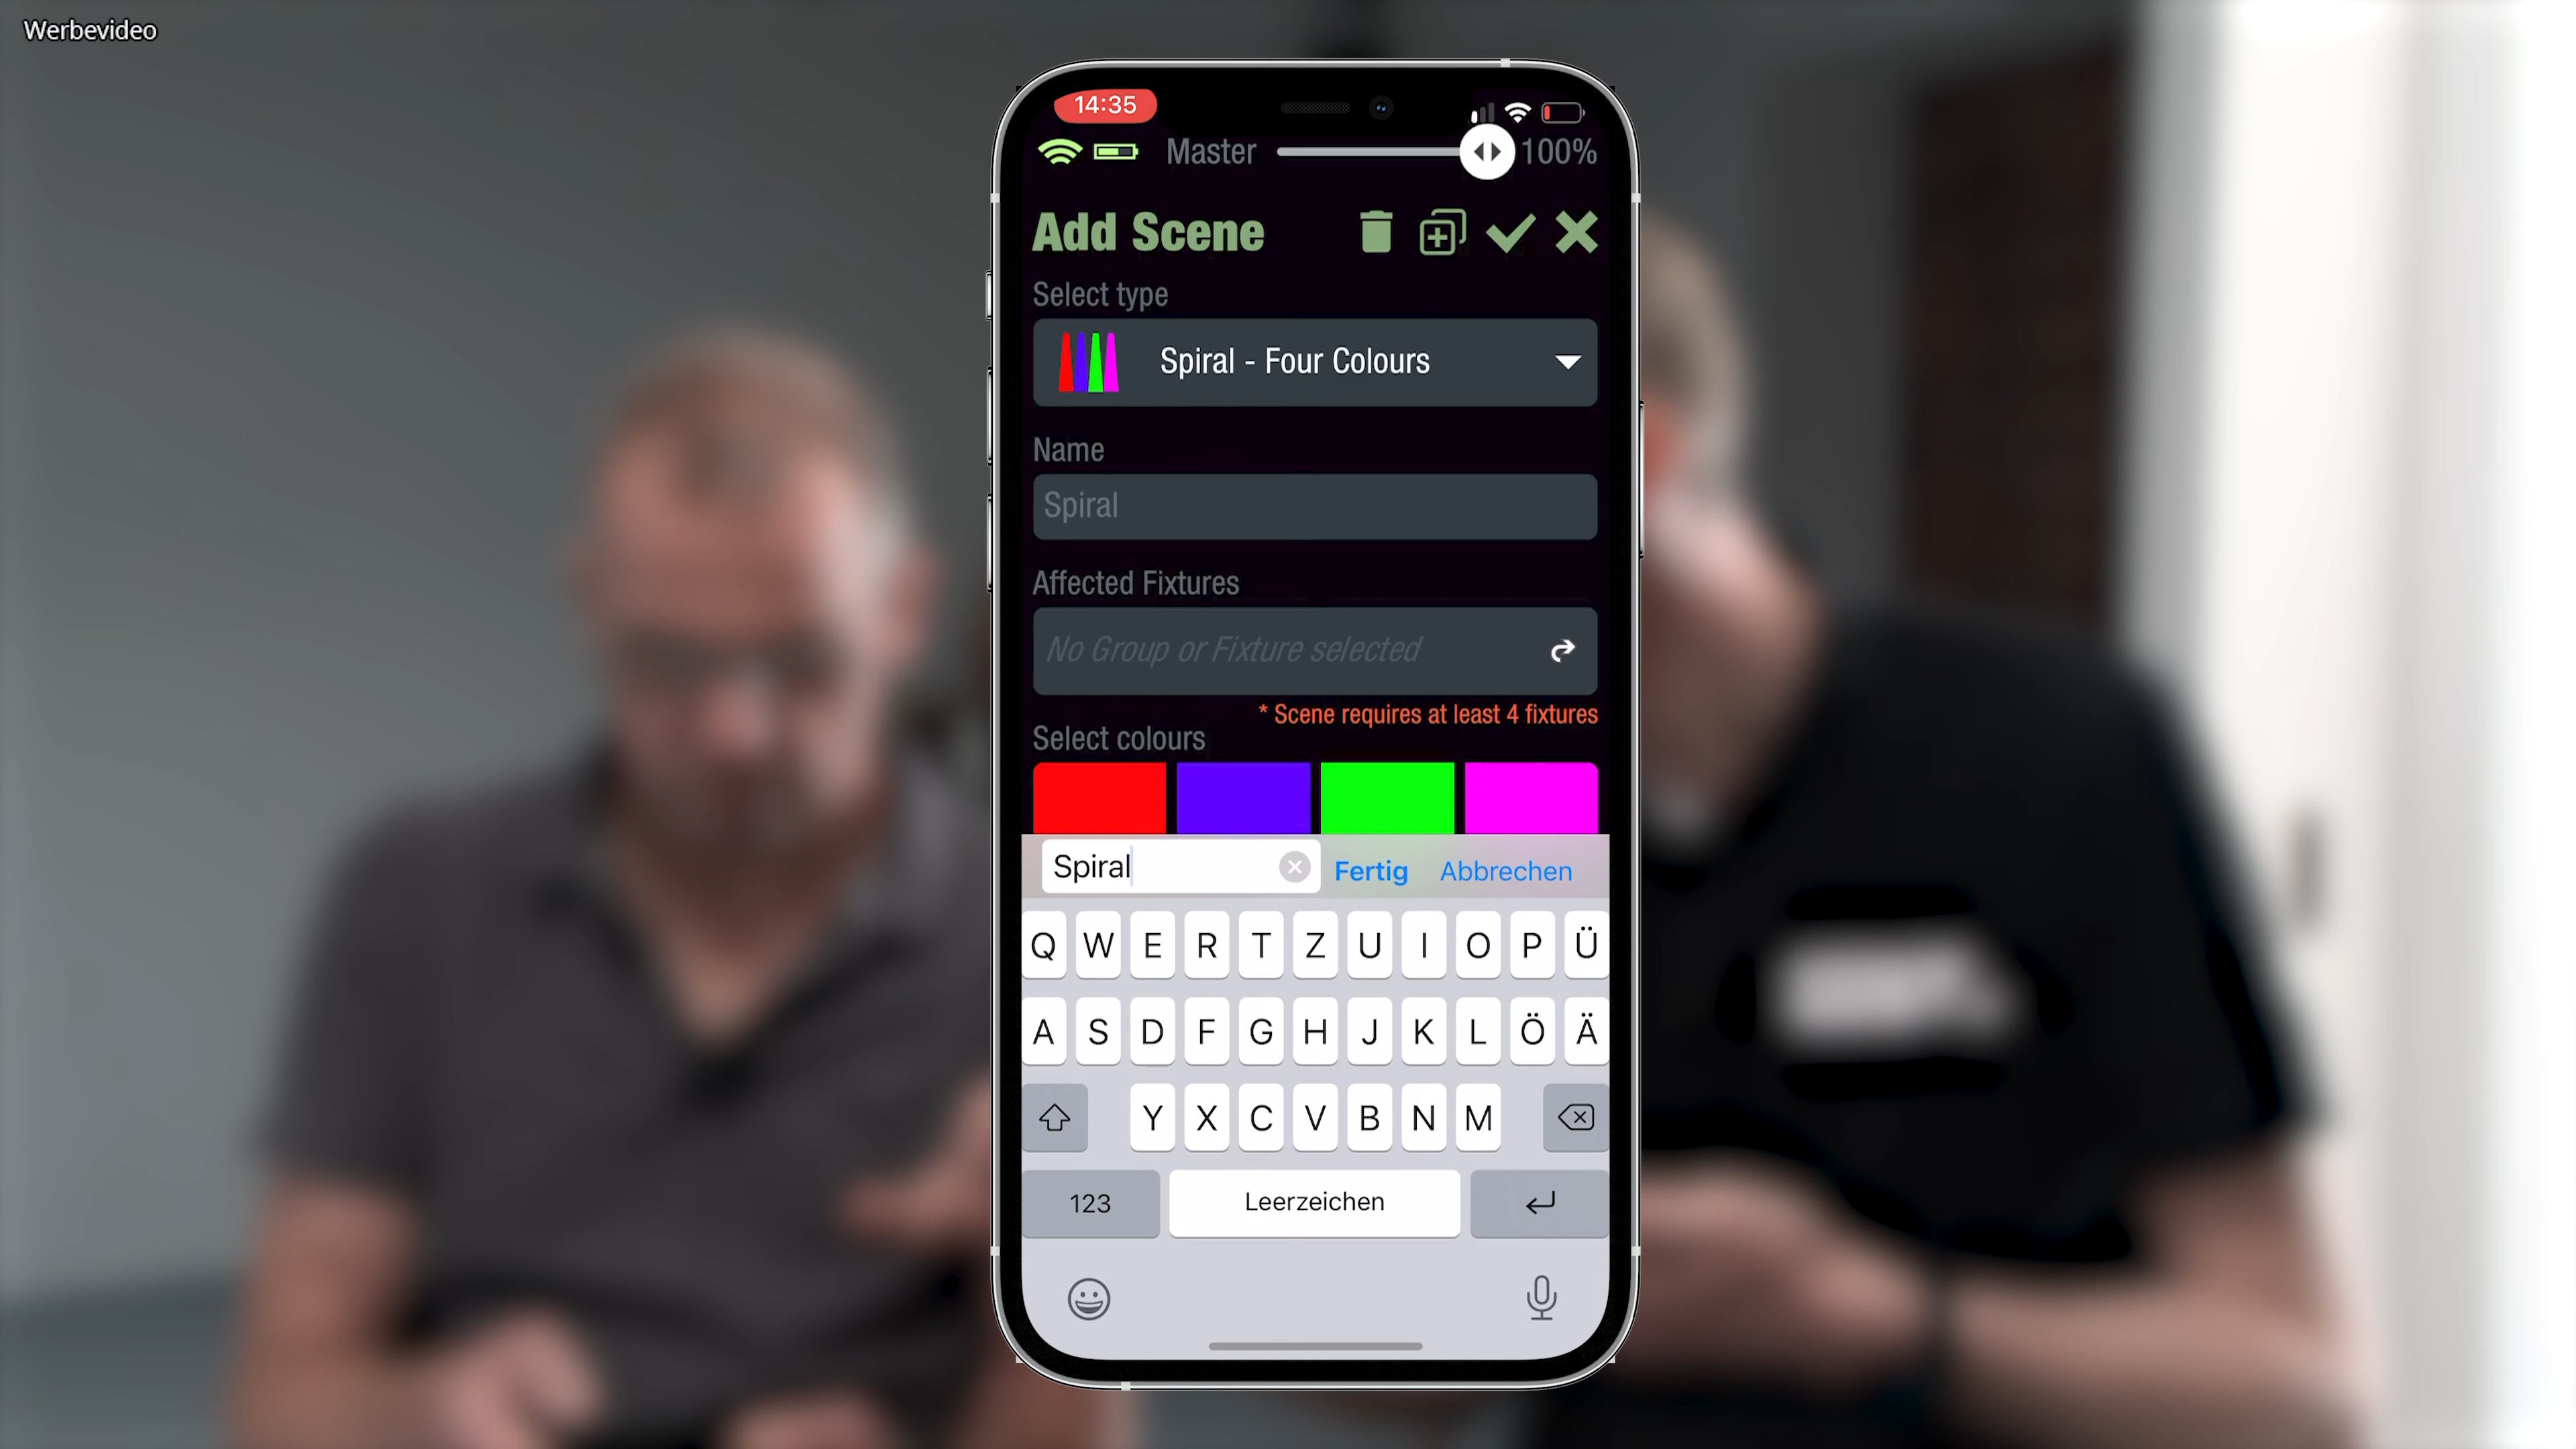 Werbevideo
14:35
Master 100%
Add Scene
Select type
Spiral - Four Colours
Name
Spiral
Affected Fixtures
No Group or Fixture selected
* Scene requires at least 4 fixtures
Select colours
Spiral Fertig Abbrechen
Q W E R T Z U I O P Ü
A S D F G H J K L Ö Ä
Y X C V B N M
123 Leerzeichen